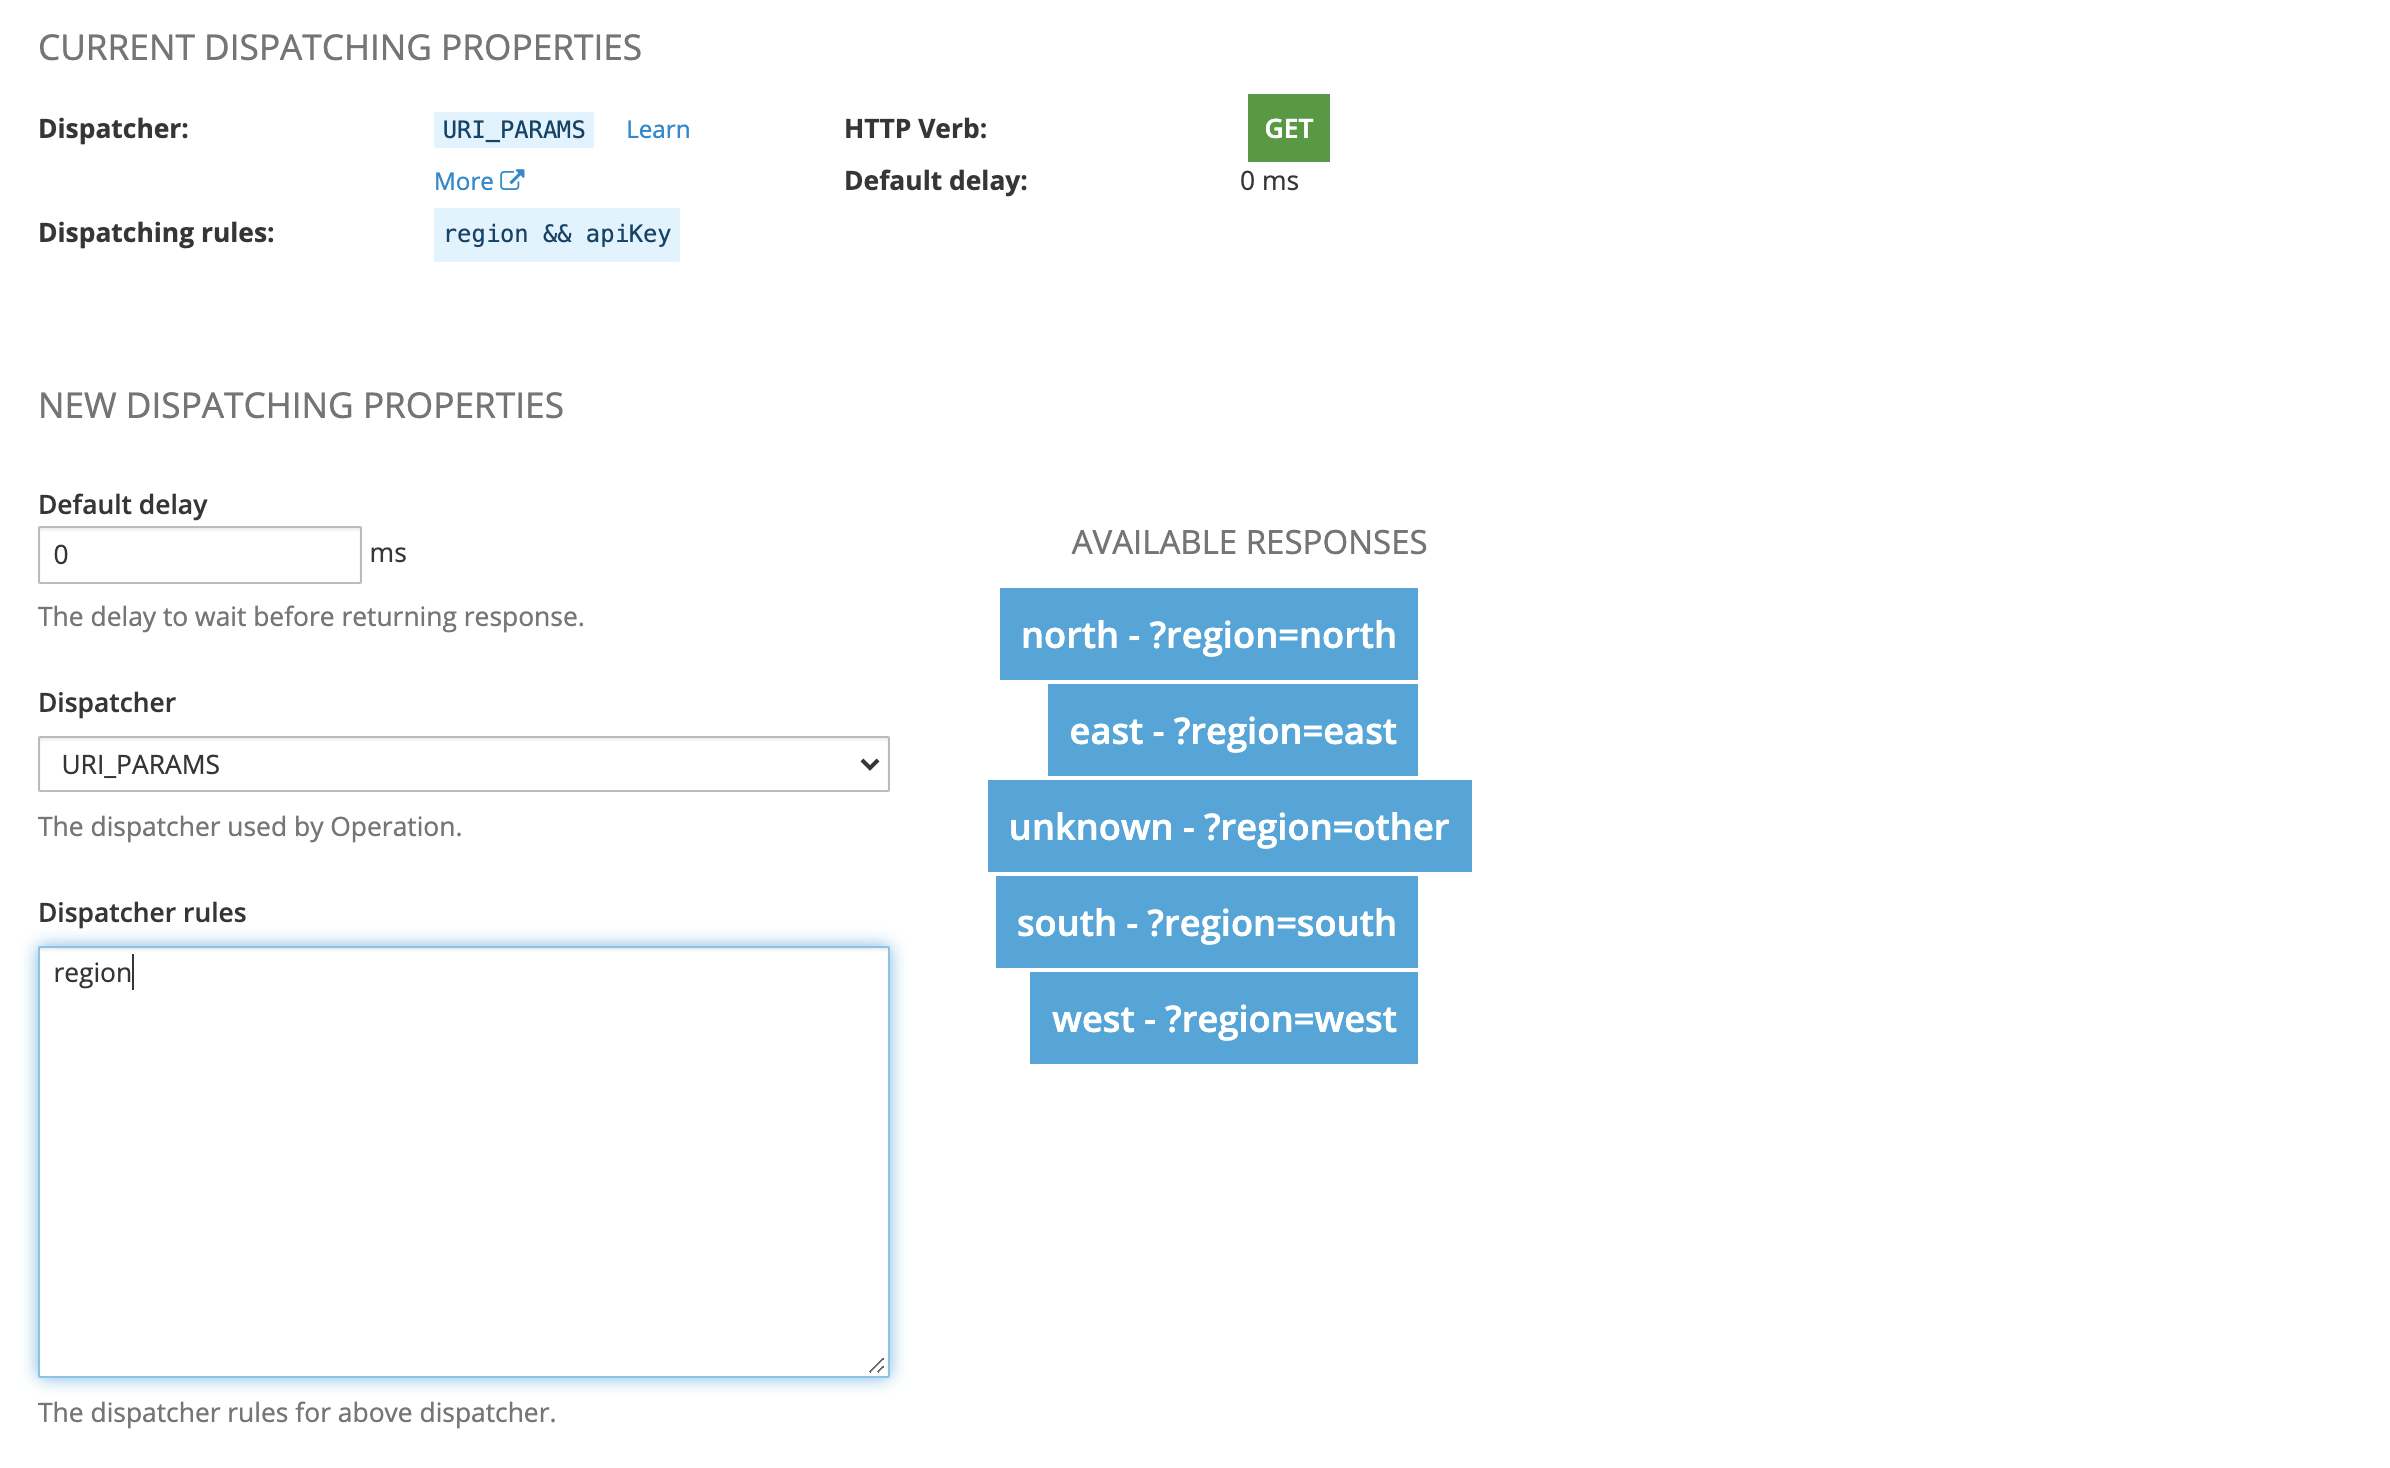 CURRENT DISPATCHING PROPERTIES
Dispatcher: URI_PARAMS Learn More
HTTP Verb: GET
Default delay: 0 ms
Dispatching rules: region && apiKey
NEW DISPATCHING PROPERTIES
Default delay
0 ms
The delay to wait before returning response.
Dispatcher
URI_PARAMS
The dispatcher used by Operation.
Dispatcher rules
region
The dispatcher rules for above dispatcher.
AVAILABLE RESPONSES
north - ?region=north
east - ?region=east
unknown - ?region=other
south - ?region=south
west - ?region=west